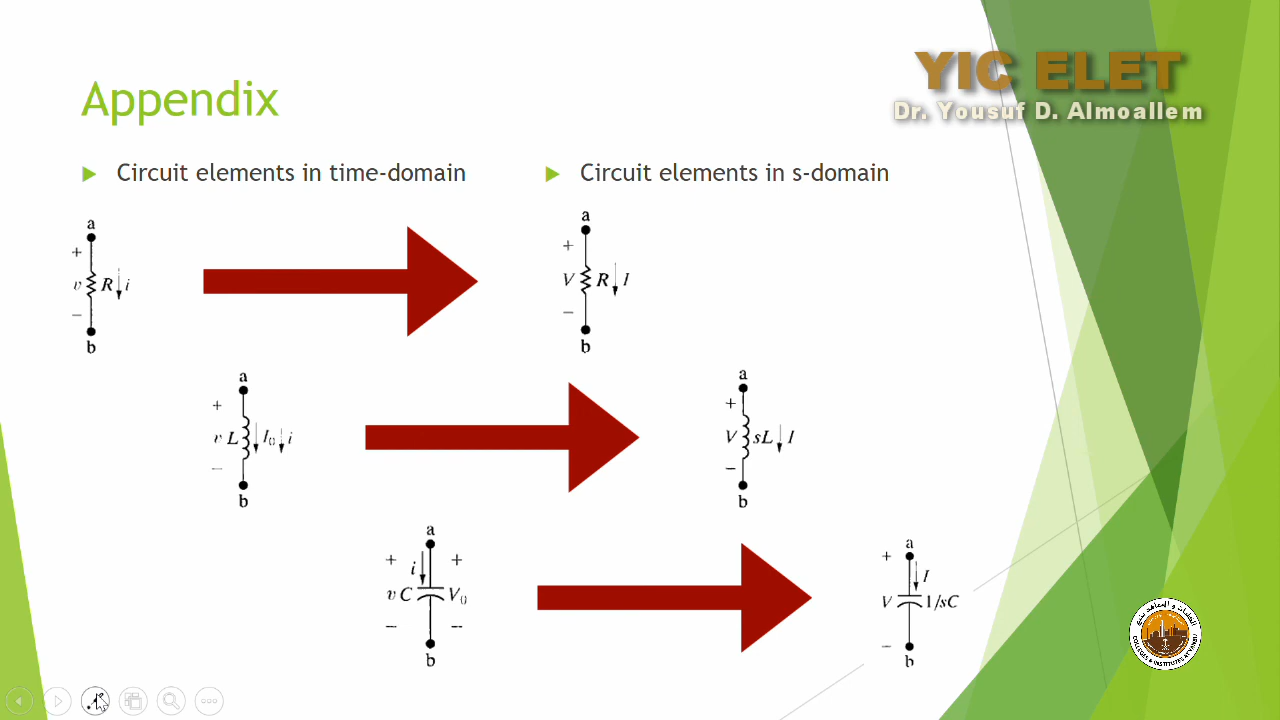 YIC ELET
Dr. Yousuf D. Almoallem
Appendix
Circuit elements in time-domain
Circuit elements in s-domain
a
+
v R i
−
b
a
+
V R I
−
b
a
+
v L I₀ i
−
b
a
+
V sL I
−
b
a
+ i +
v C V₀
− --
b
a
+
I
V 1/sC
−
b